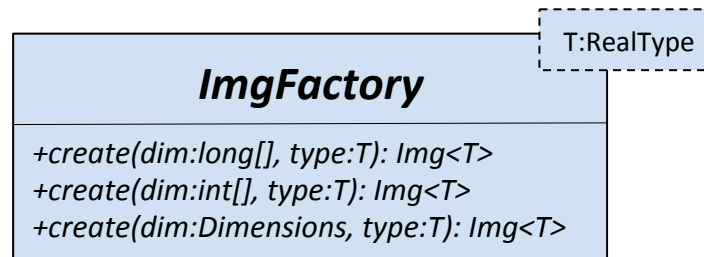 T:RealType
ImgFactory
+create(dim:long[], type:T): Img<T>
+create(dim:int[], type:T): Img<T>
+create(dim:Dimensions, type:T): Img<T>